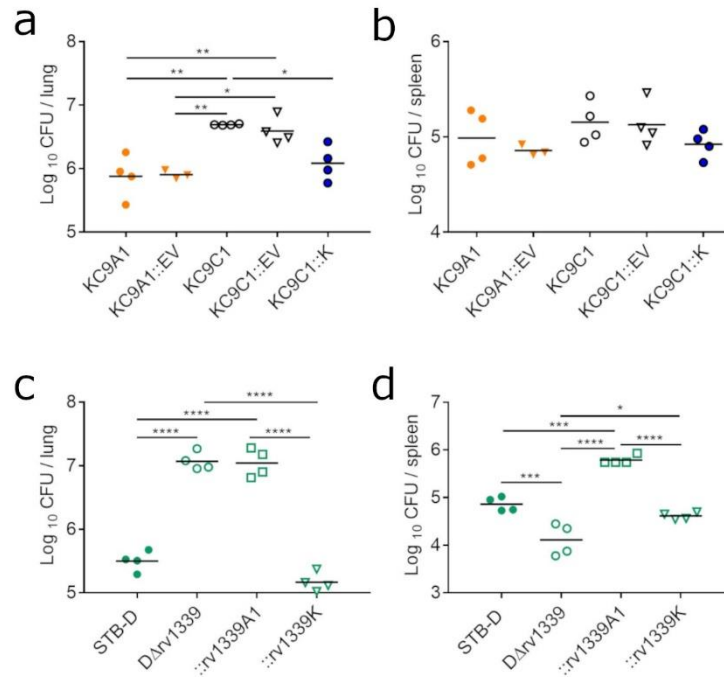 a
Log 10 CFU / lung
8
7
6
5
**
** *
*
**
KC9A1 KC9A1::EV KC9C1 KC9C1::EV KC9C1::K
b
Log 10 CFU / spleen
6
5
4
KC9A1 KC9A1::EV KC9C1 KC9C1::EV KC9C1::K
c
Log 10 CFU / lung
8
7
6
5
****
****
**** ****
STB-D DΔrv1339 ::rv1339A1 ::rv1339K
d
Log 10 CFU / spleen
7
6
5
4
3
*
***
**** ****
***
STB-D DΔrv1339 ::rv1339A1 ::rv1339K